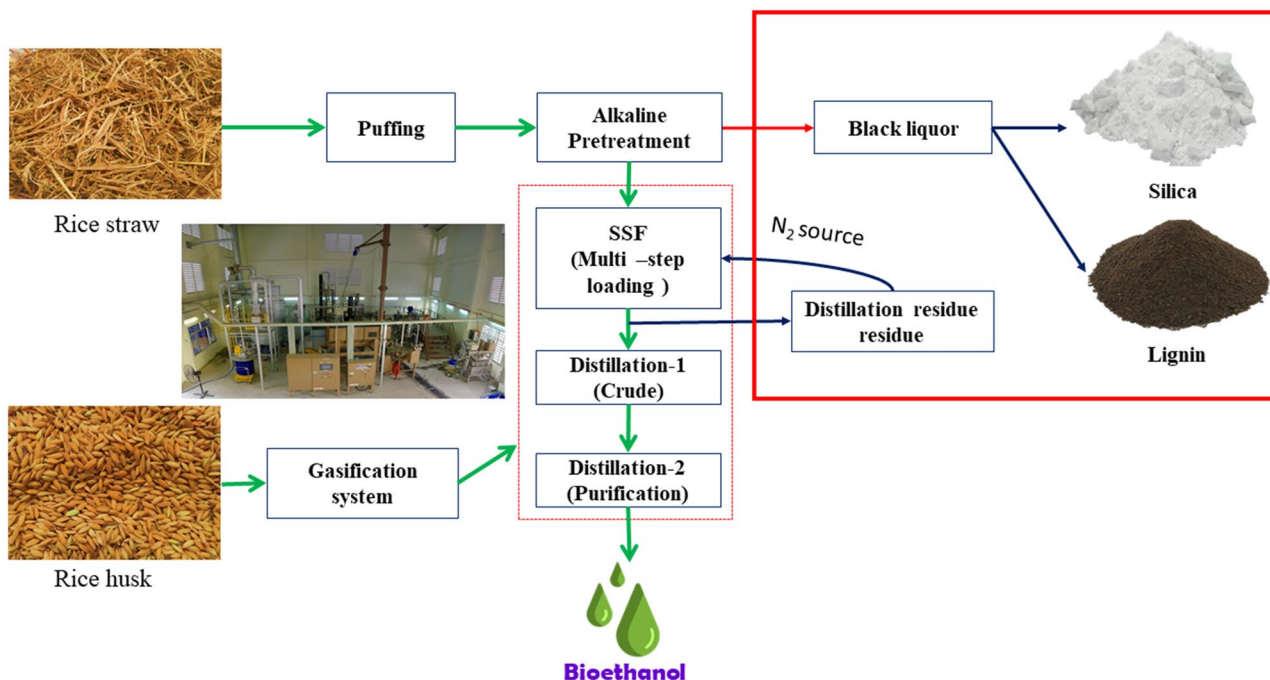 Puffing
Alkaline
Pretreatment
Black liquor
Silica
Rice straw
SSF
(Multi –step
loading )
N₂ source
Distillation residue
residue
Lignin
Distillation-1
(Crude)
Gasification
system
Distillation-2
(Purification)
Rice husk
Bioethanol